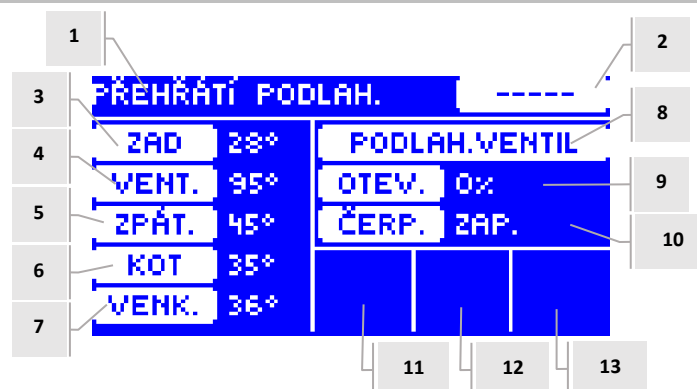 1
2
PŘEHŘÁTÍ PODLAH. -----
3
ZAD 28°
PODLAH.VENTIL
8
4
VENT. 95°
OTEV. 0%
9
5
ZPÁT. 45°
ČERP. ZAP.
10
6
KOT 35°
7
VENK. 36°
11
12
13